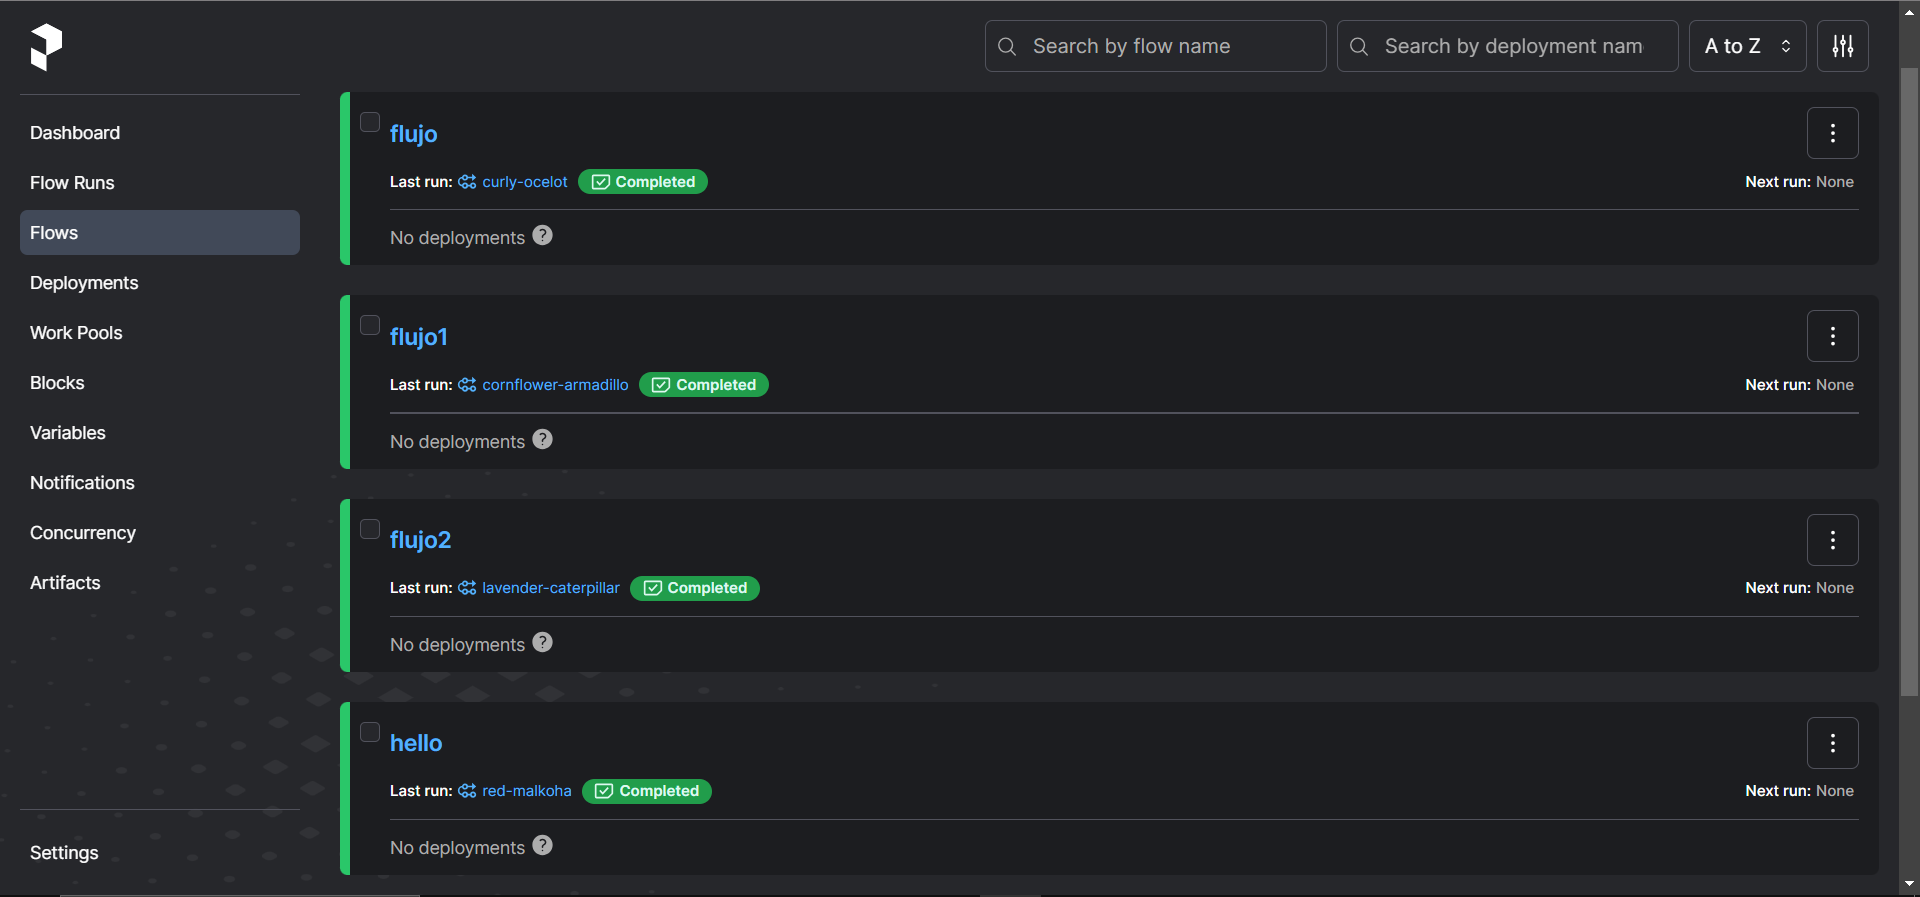 Search by flow name
Search by deployment nam
A to Z
Dashboard
Flow Runs
Flows
Deployments
Work Pools
Blocks
Variables
Notifications
Concurrency
Artifacts
Settings
flujo
Last run: curly-ocelot Completed
Next run: None
No deployments ?
flujo1
Last run: cornflower-armadillo Completed
Next run: None
No deployments ?
flujo2
Last run: lavender-caterpillar Completed
Next run: None
No deployments ?
hello
Last run: red-malkoha Completed
Next run: None
No deployments ?